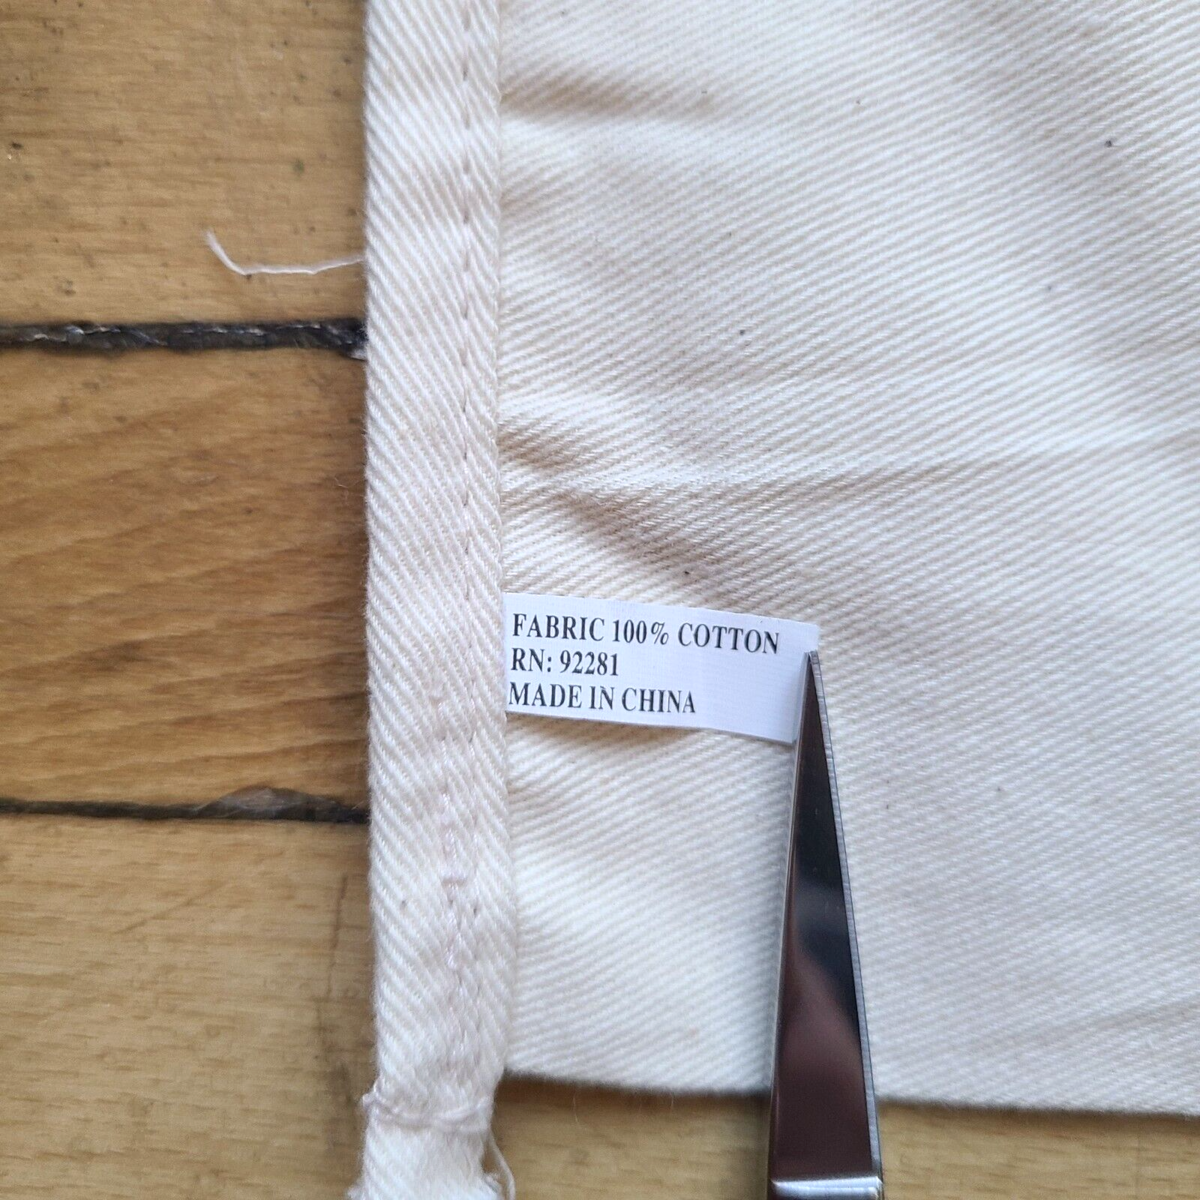 FABRIC 100% COTTON
RN: 92281
MADE IN CHINA